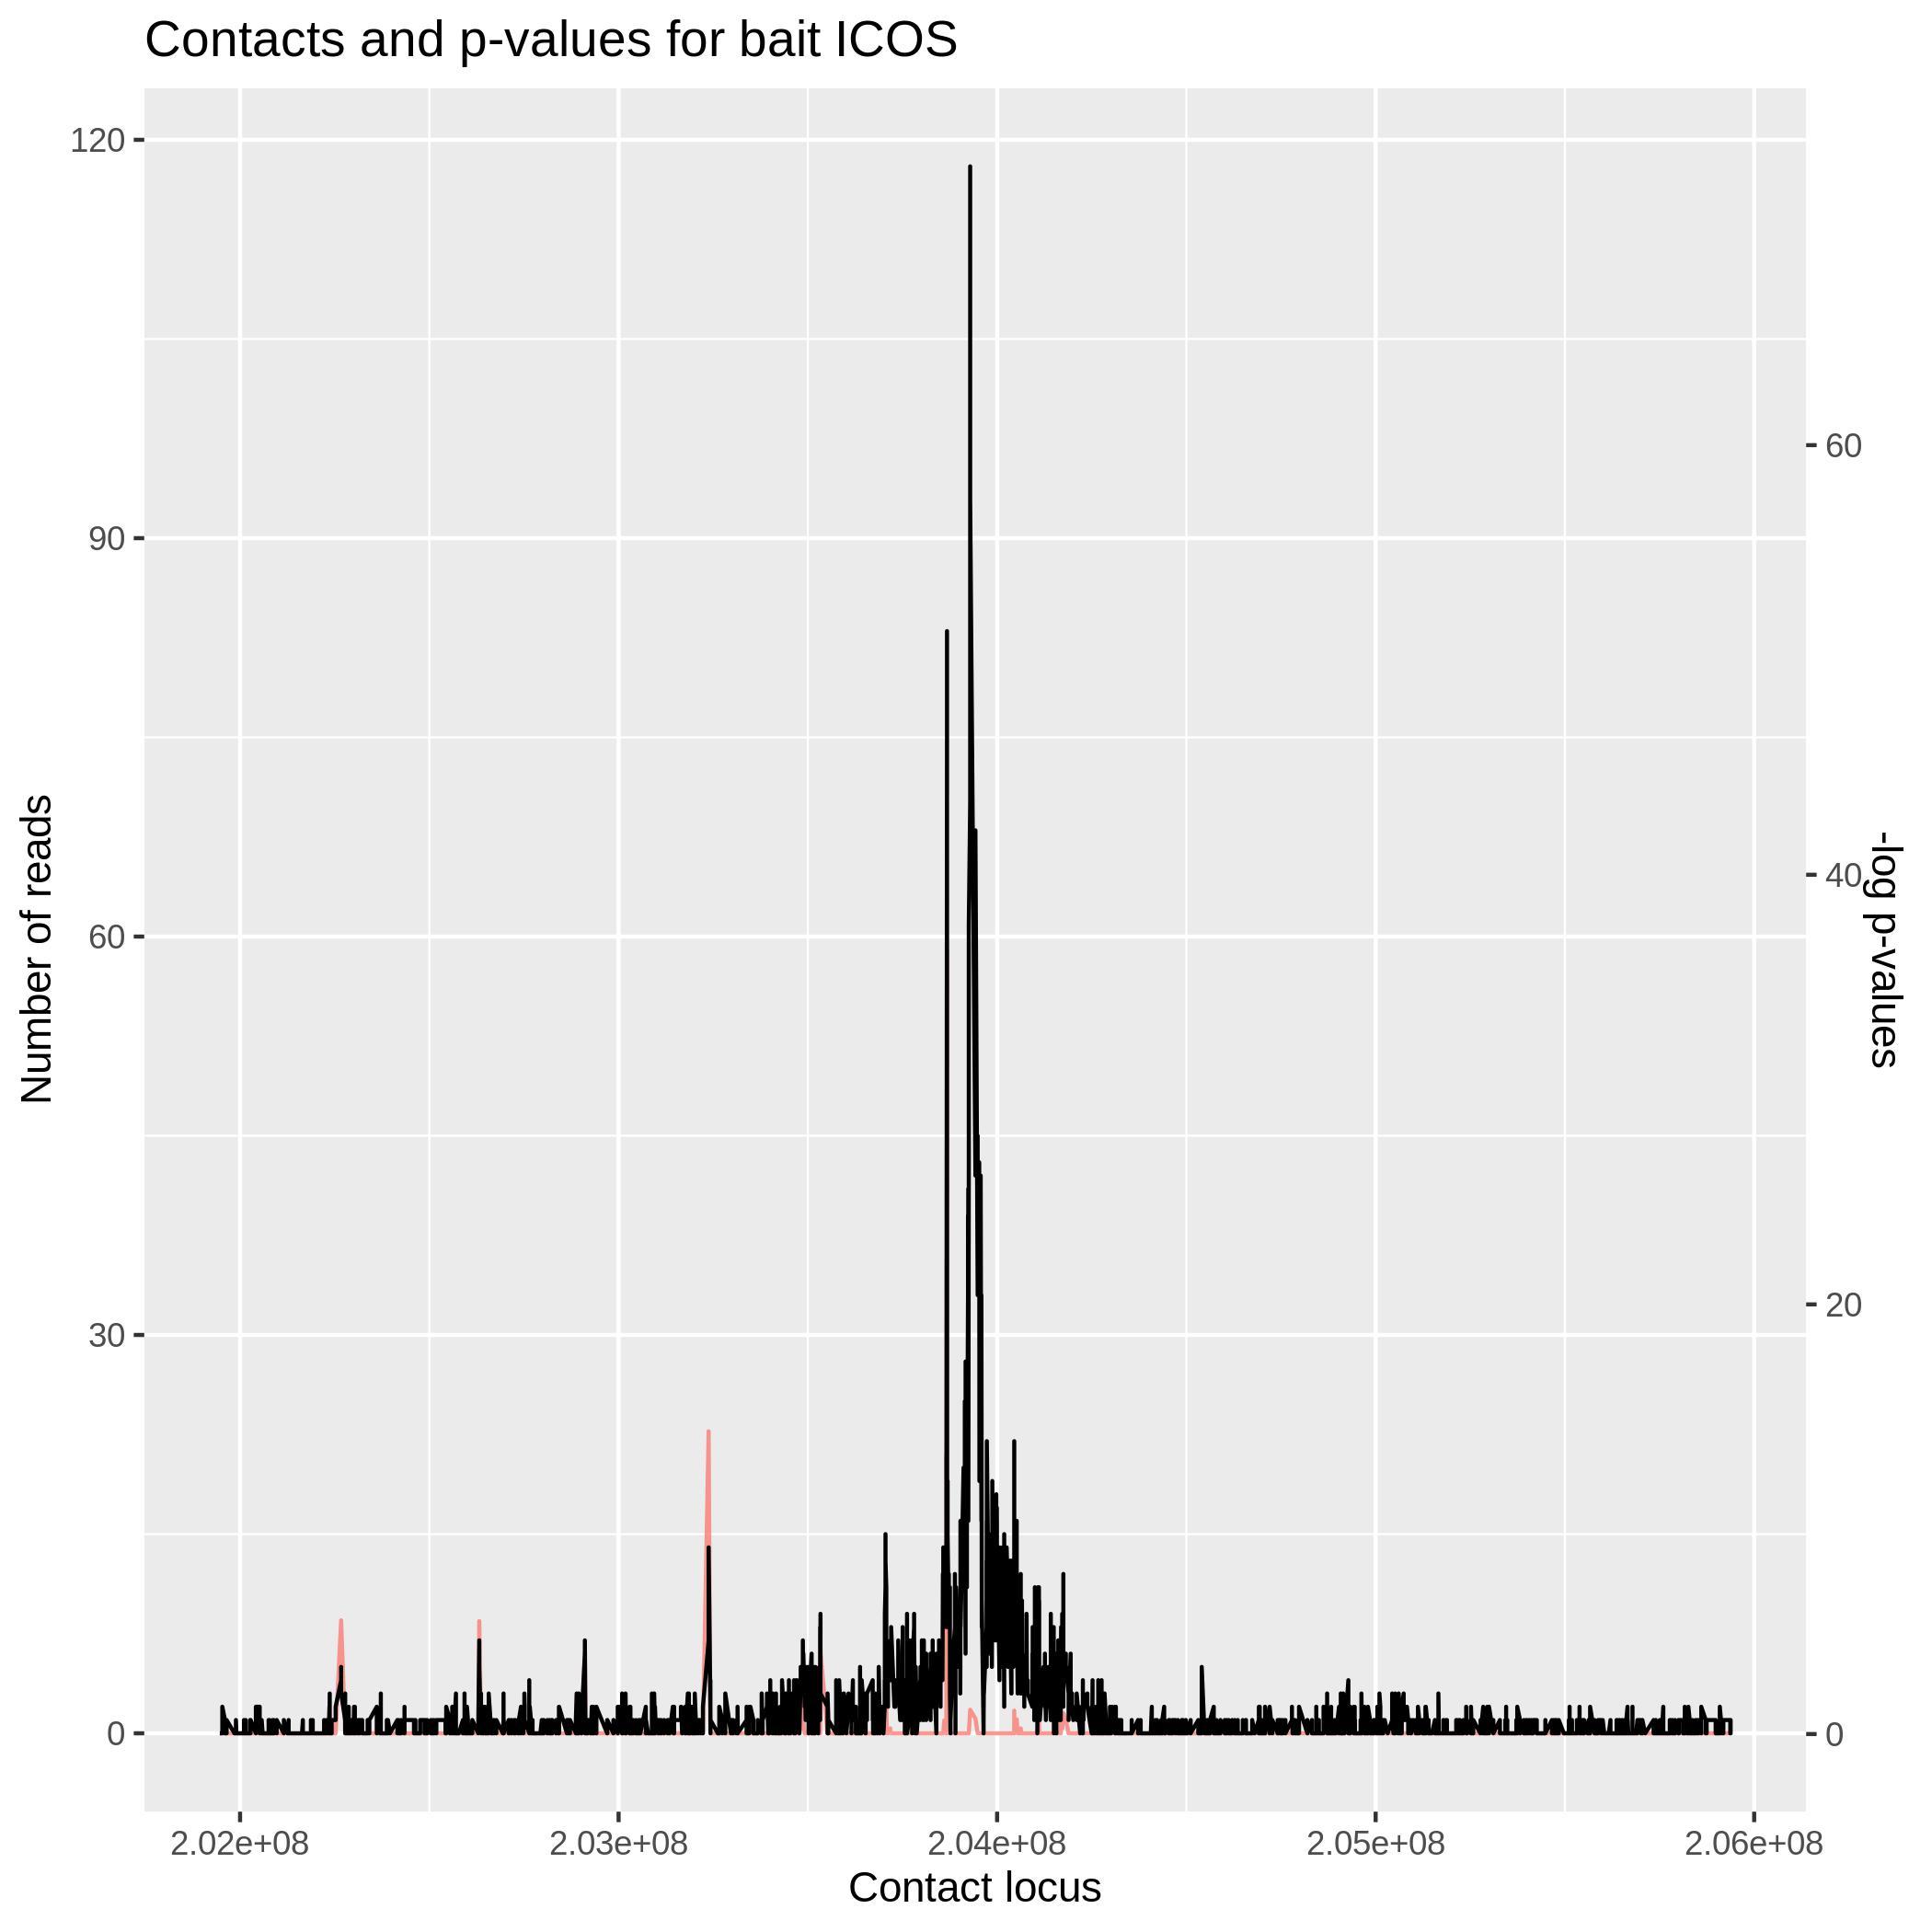 Contacts and p-values for bait ICOS
120
90
60
30
0
Number of reads
60
40
20
0
-log p-values
2.02e+08 2.03e+08 2.04e+08 2.05e+08 2.06e+08
Contact locus